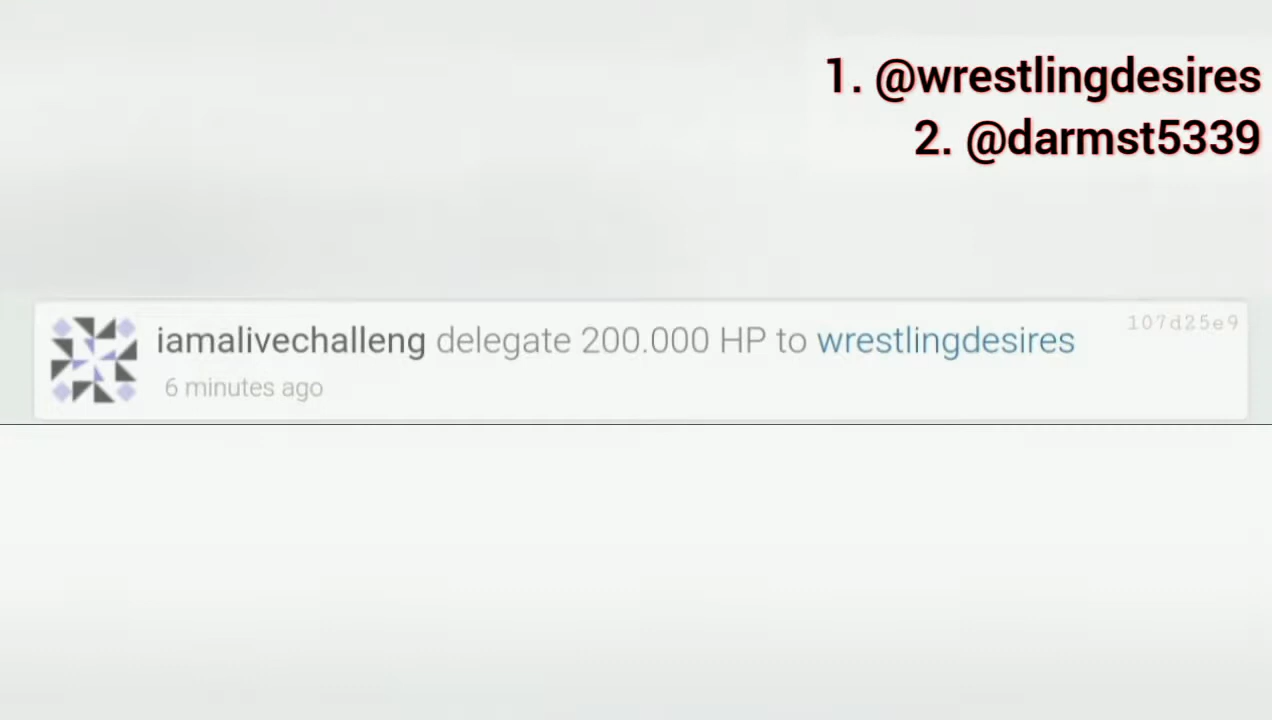 1. @wrestlingdesires
2. @darmst5339
iamalivechalleng delegate 200.000 HP to wrestlingdesires
107d25e9
6 minutes ago